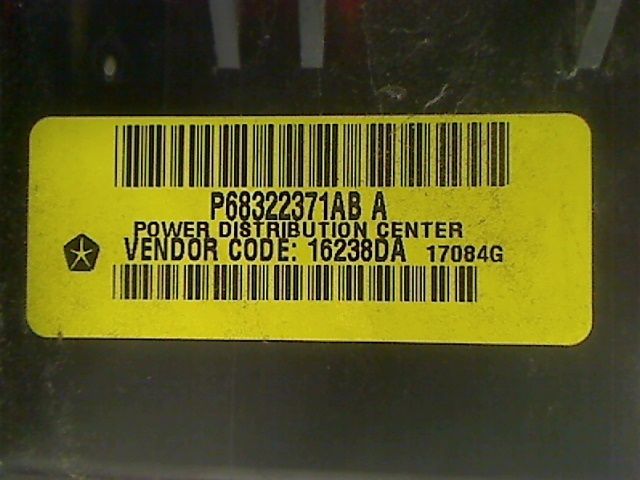 P68322371AB A
POWER DISTRIBUTION CENTER
VENDOR CODE: 16238DA 17084G